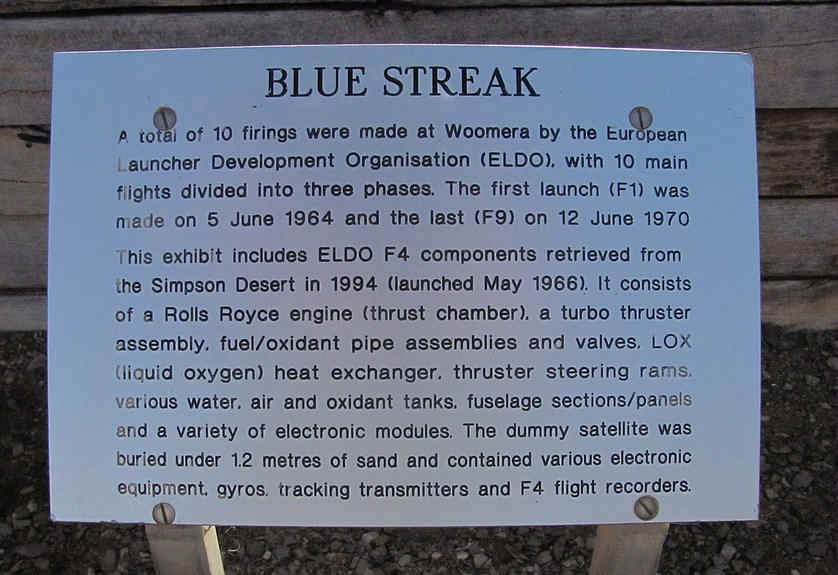 BLUE STREAK
A total of 10 firings were made at Woomera by the European
Launcher Development Organisation (ELDO), with 10 main
flights divided into three phases. The first launch (F1) was
made on 5 June 1964 and the last (F9) on 12 June 1970
This exhibit includes ELDO F4 components retrieved from
the Simpson Desert in 1994 (launched May 1966). It consists
of a Rolls Royce engine (thrust chamber), a turbo thruster
assembly, fuel/oxidant pipe assemblies and valves, LOX
(liquid oxygen) heat exchanger, thruster steering rams,
various water, air and oxidant tanks, fuselage sections/panels
and a variety of electronic modules. The dummy satellite was
buried under 1.2 metres of sand and contained various electronic
equipment, gyros, tracking transmitters and F4 flight recorders.